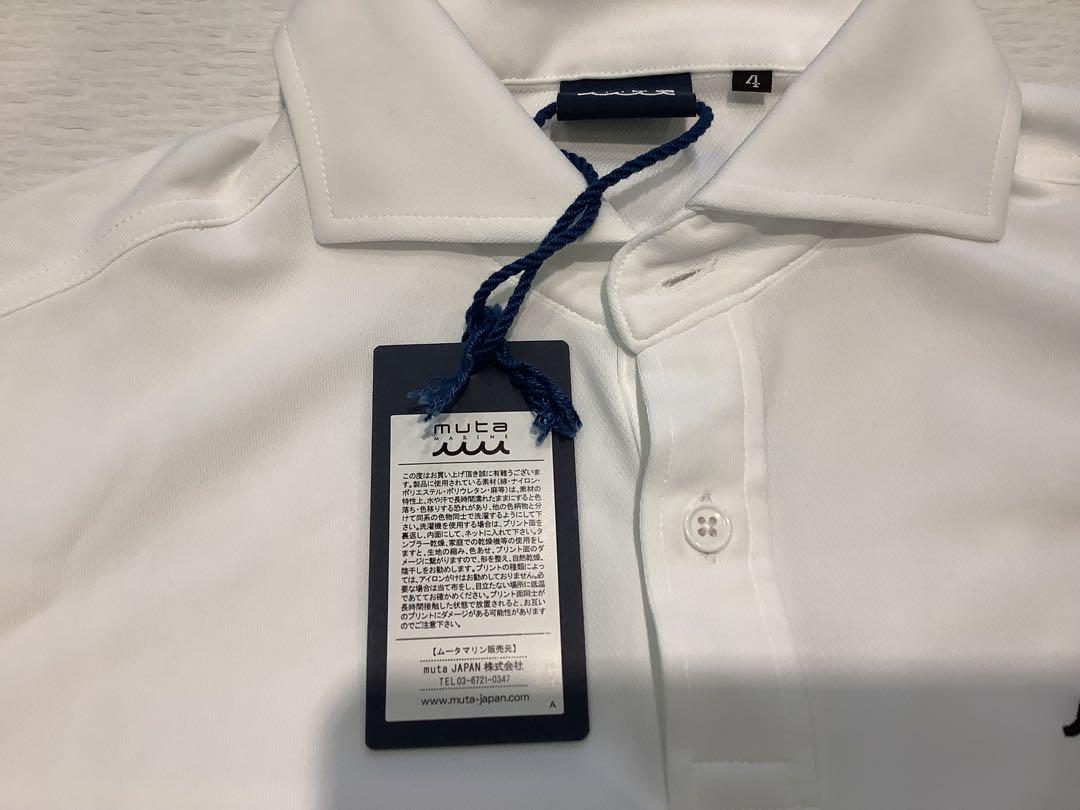 4
muta
MARINE
この度はお買い上げ頂き誠に有難うございま
す。製品に使用されている素材(綿・ナイロン・
ポリエステル・ポリウレタン・麻等)は、素材の
特性上、水や汗で長時間濡れたままにすると色
落ち・色移りする恐れがあり、他の色柄物と分
けて同系の色物同士で洗濯するようにして下
さい。洗濯機を使用する場合は、プリント面を
裏返し、内面にして、ネットに入れて下さい。タ
ンブラー乾燥、家庭での乾燥機等の使用をし
ますと、生地の縮み、色あせ、プリント面のダ
メージに繋がりますので、形を整え、自然乾燥、
陰干しをお勧めします。プリントの種類によっ
ては、アイロンがけはお勧めしておりません。必
要な場合は当て布をし、目立たない場所に低温
であててお確かめください。プリント面同士が
長時間接触した状態で放置されると、お互い
のプリントにダメージがある可能性があります
のでご注意下さい。
【ムータマリン販売元】
muta JAPAN 株式会社
TEL03-6721-0347
www.muta-japan.com
A